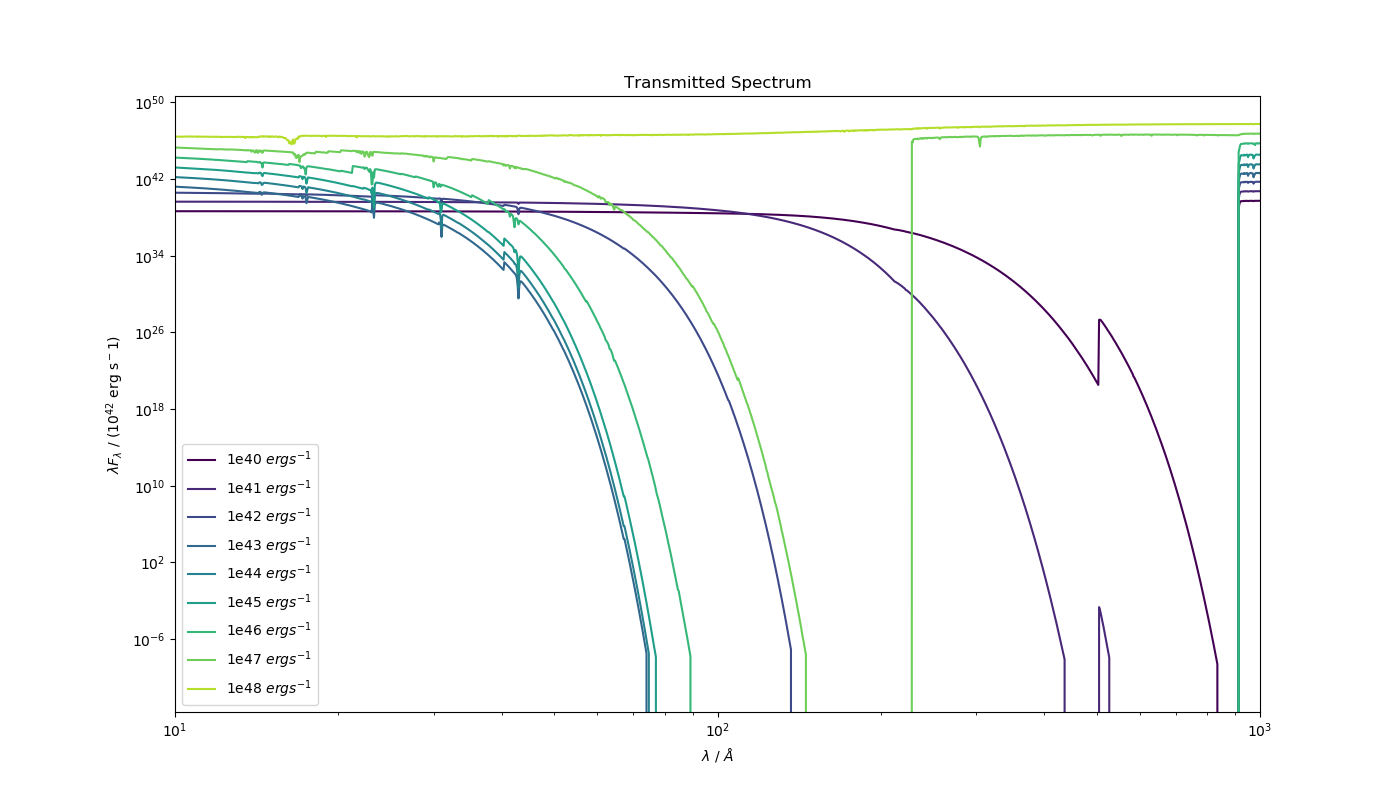 Transmitted Spectrum
10^50
10^42
10^34
10^26
10^18
10^10
10^2
10^−6
λF_λ / (10^42 erg s^− 1)
1e40 ergs^−1
1e41 ergs^−1
1e42 ergs^−1
1e43 ergs^−1
1e44 ergs^−1
1e45 ergs^−1
1e46 ergs^−1
1e47 ergs^−1
1e48 ergs^−1
10^1
10^2
10^3
λ / Å